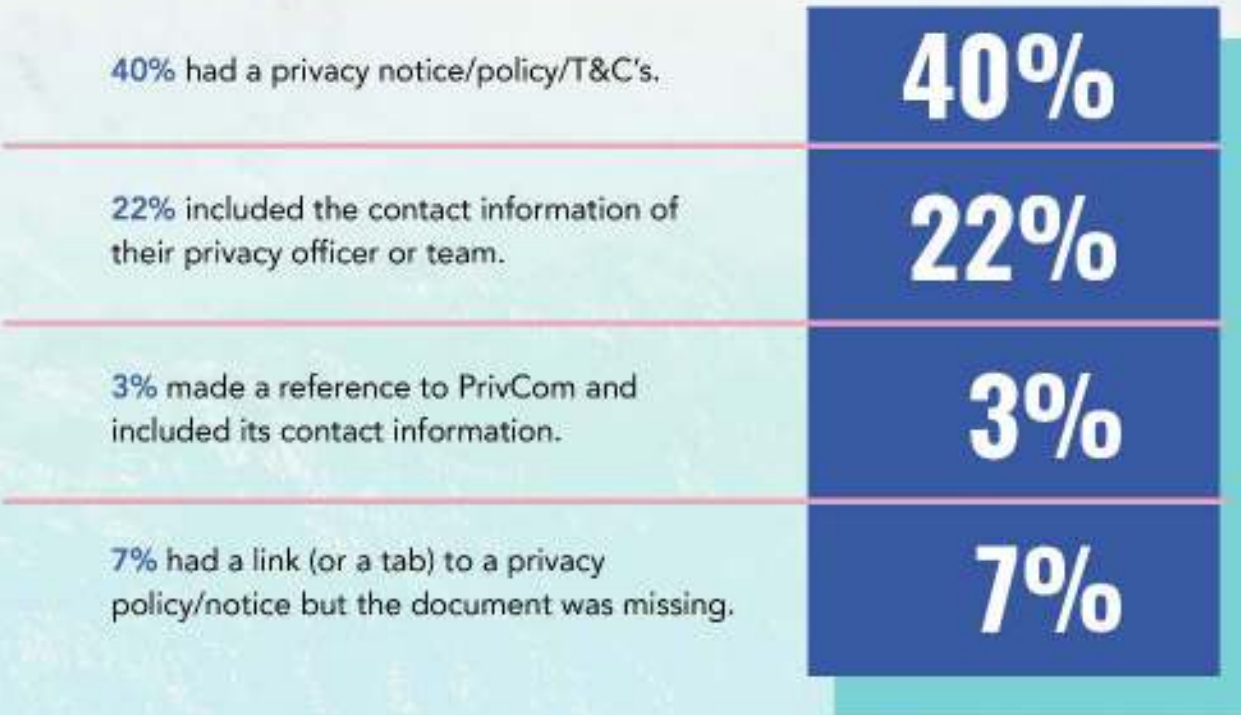 40% had a privacy notice/policy/T&C's.
40%
22% included the contact information of
their privacy officer or team.
22%
3% made a reference to PrivCom and
included its contact information.
3%
7% had a link (or a tab) to a privacy
policy/notice but the document was missing.
7%